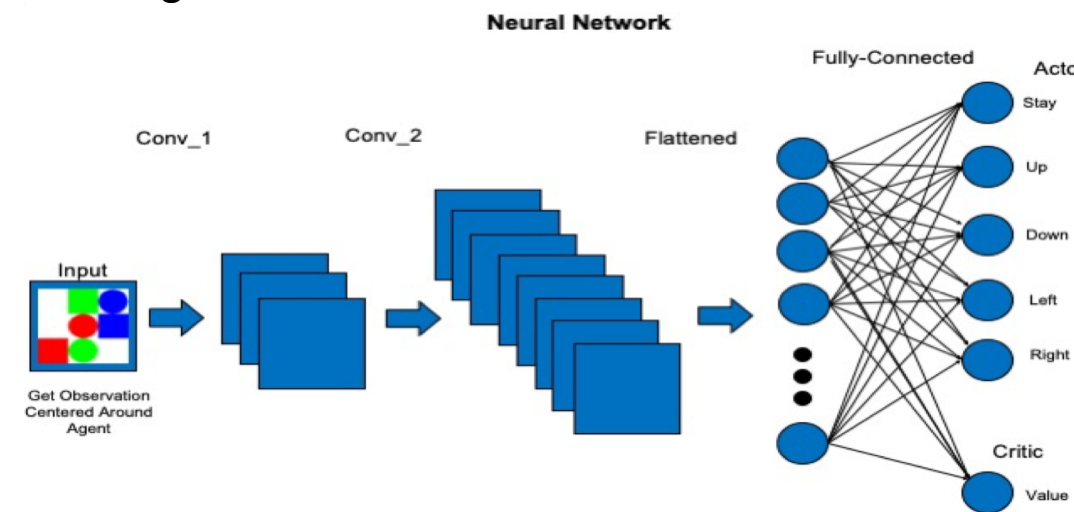 Neural Network
Fully-Connected
Acto
Stay
Conv_1
Conv_2
Flattened
Up
Down
Input
Left
Right
Get Observation
Centered Around
Agent
Critic
Value